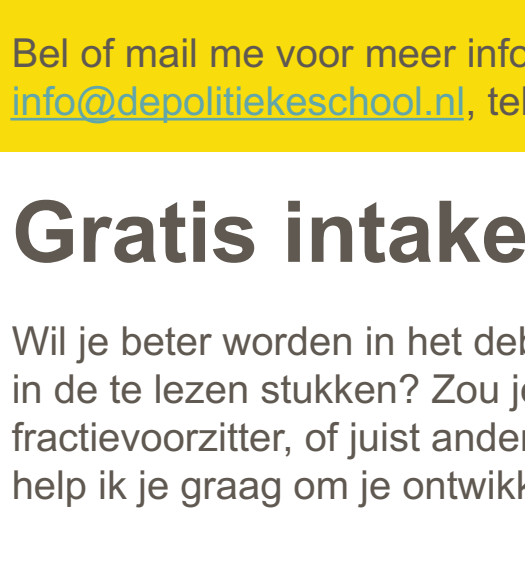 Bel of mail me voor meer info
info@depolitiekeschool.nl, tel
Gratis intake
Wil je beter worden in het deb
in de te lezen stukken? Zou je
fractievoorzitter, of juist ander
help ik je graag om je ontwikk